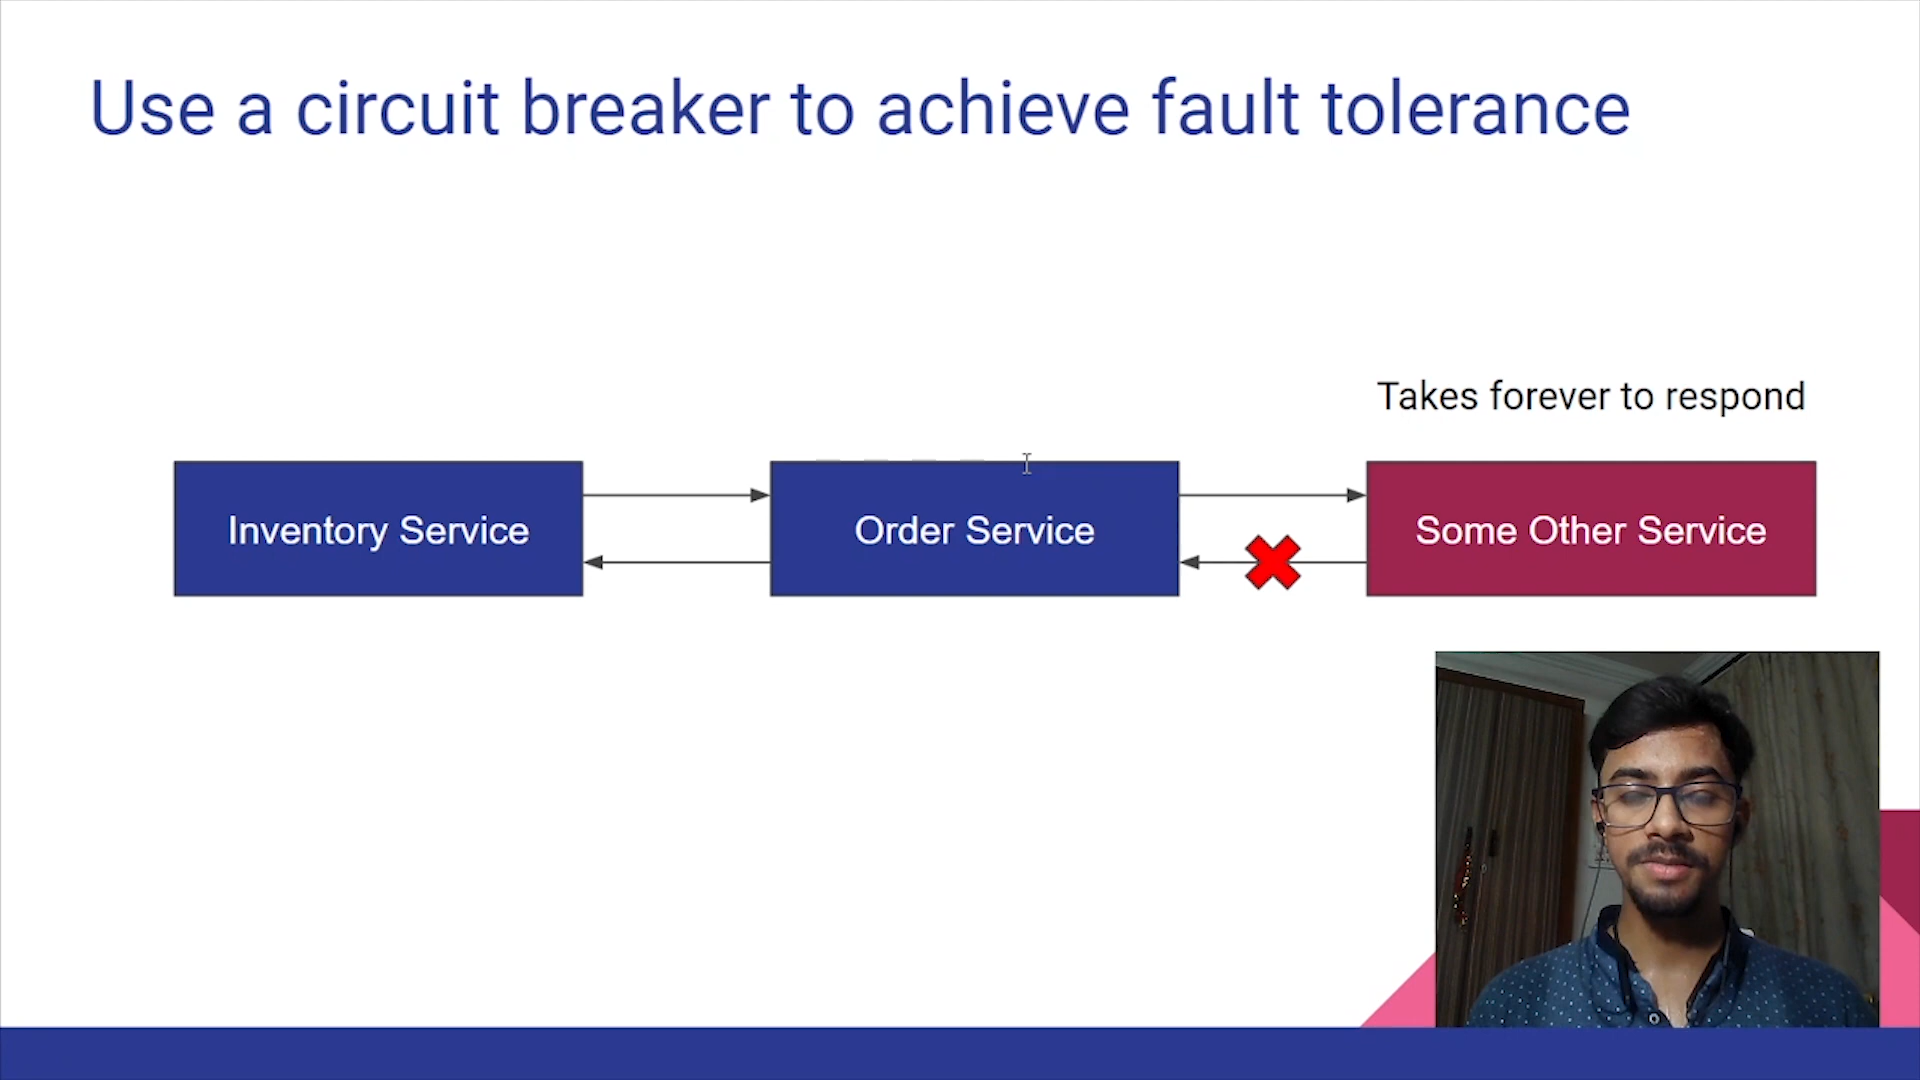 Use a circuit breaker to achieve fault tolerance
Takes forever to respond
Inventory Service
Order Service
Some Other Service